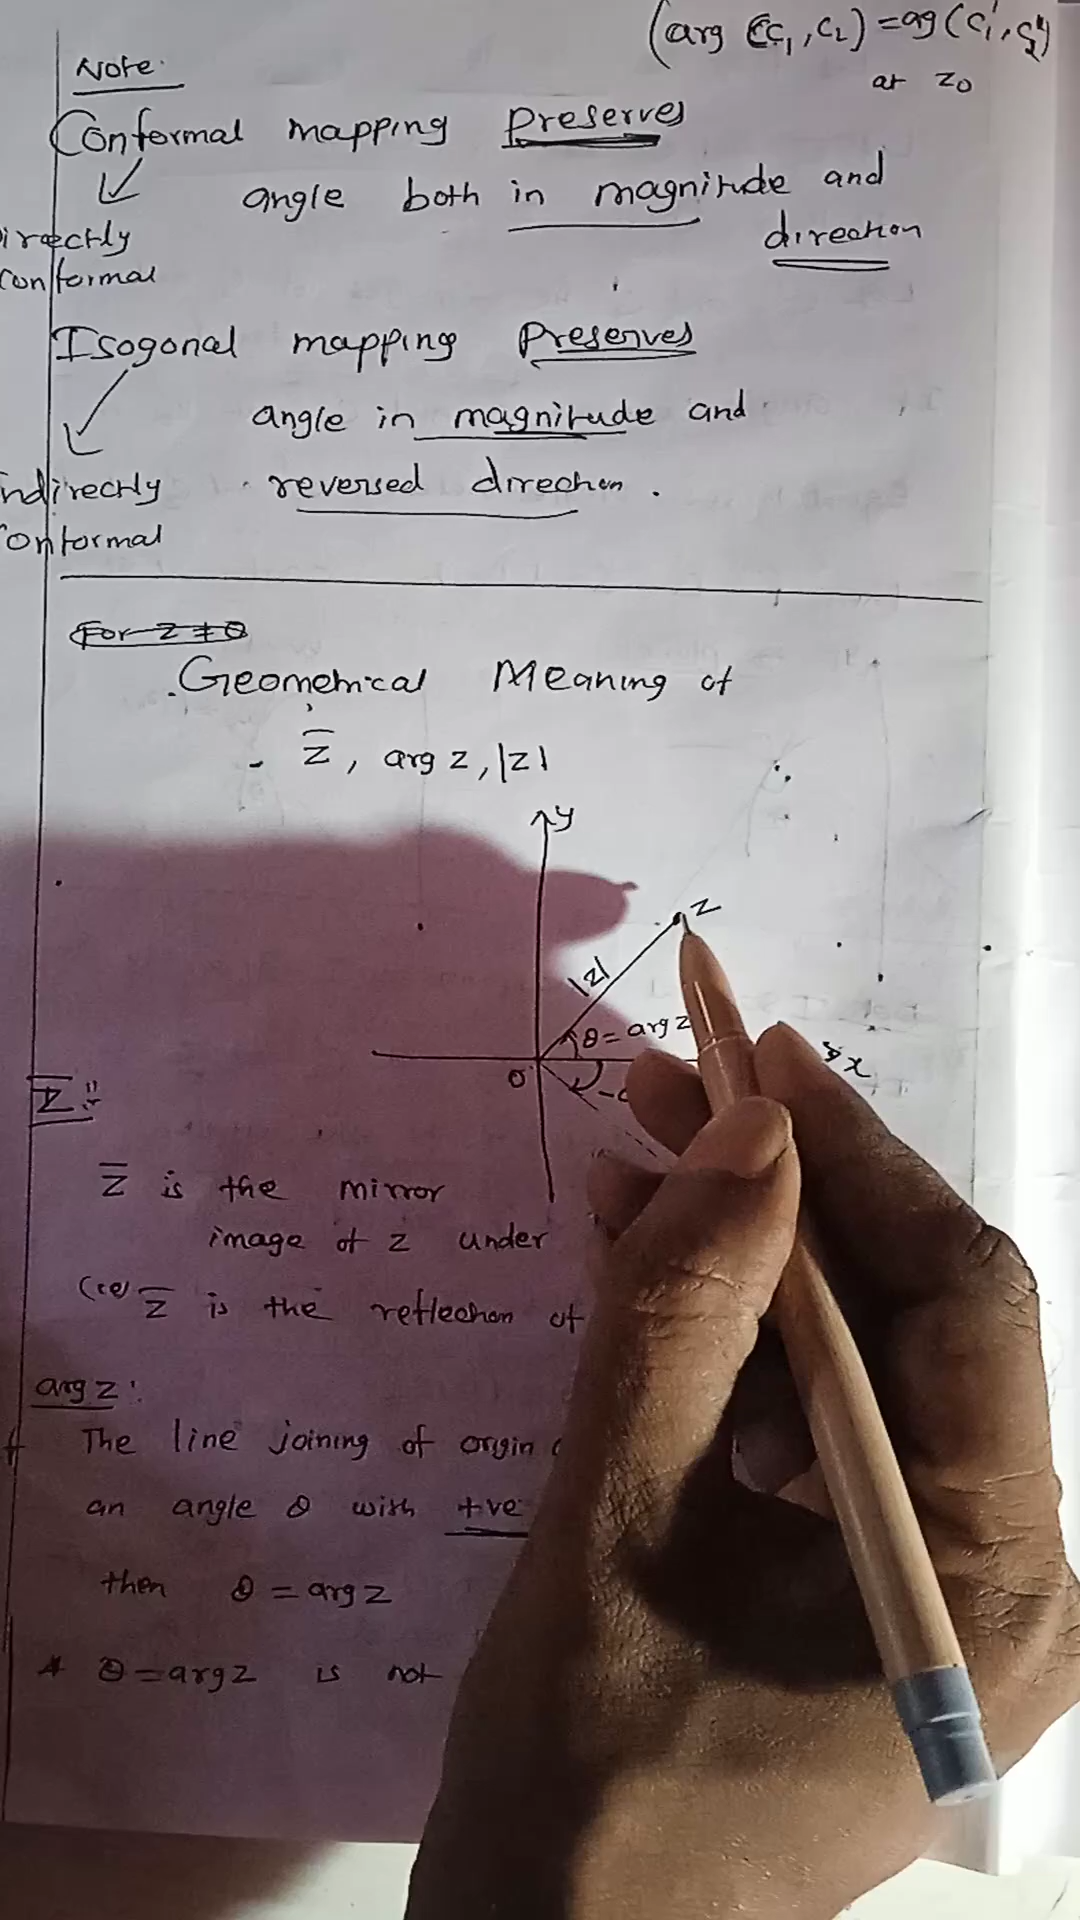 (arg (C₁, C₂) = arg (C₁', C₂')
at z₀
Note:
Conformal mapping preserves
angle both in magnitude and
direction
directly
conformal
Isogonal mapping preserves
angle in magnitude and
reversed direction.
indirectly
conformal
For z ≠ 0
Geometrical Meaning of
z̄, arg z, |z|
y
z
|z|
θ = arg z
x
0
z̄:
z̄ is the mirror
image of z under
(ie) z̄ is the reflection of
arg z:
The line joining of origin
an angle θ with +ve
then θ = arg z
* θ = arg z is not